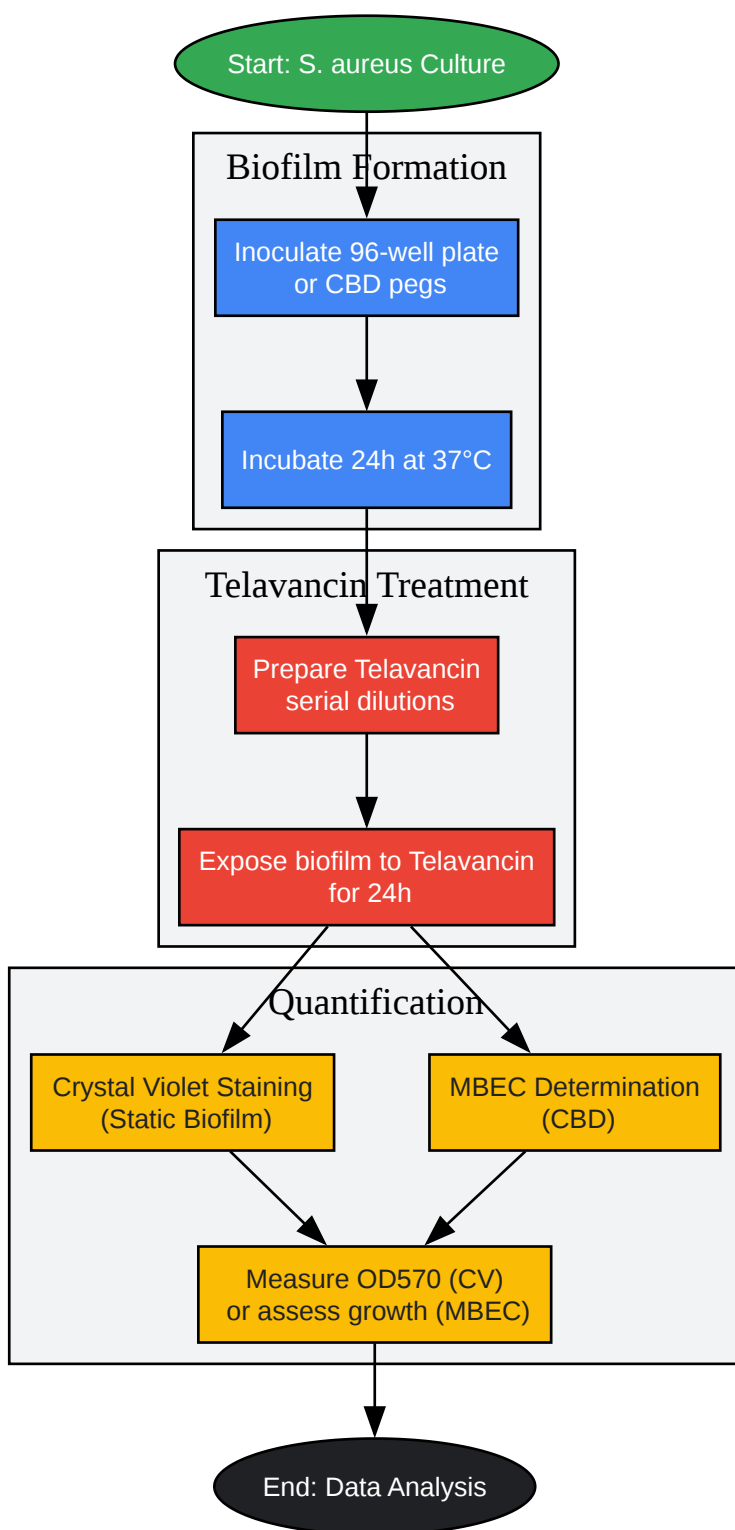 Start: S. aureus Culture
Biofilm Formation
Inoculate 96-well plate
or CBD pegs
Incubate 24h at 37°C
Telavancin Treatment
Prepare Telavancin
serial dilutions
Expose biofilm to Telavancin
for 24h
Quantification
Crystal Violet Staining
(Static Biofilm)
MBEC Determination
(CBD)
Measure OD570 (CV)
or assess growth (MBEC)
End: Data Analysis